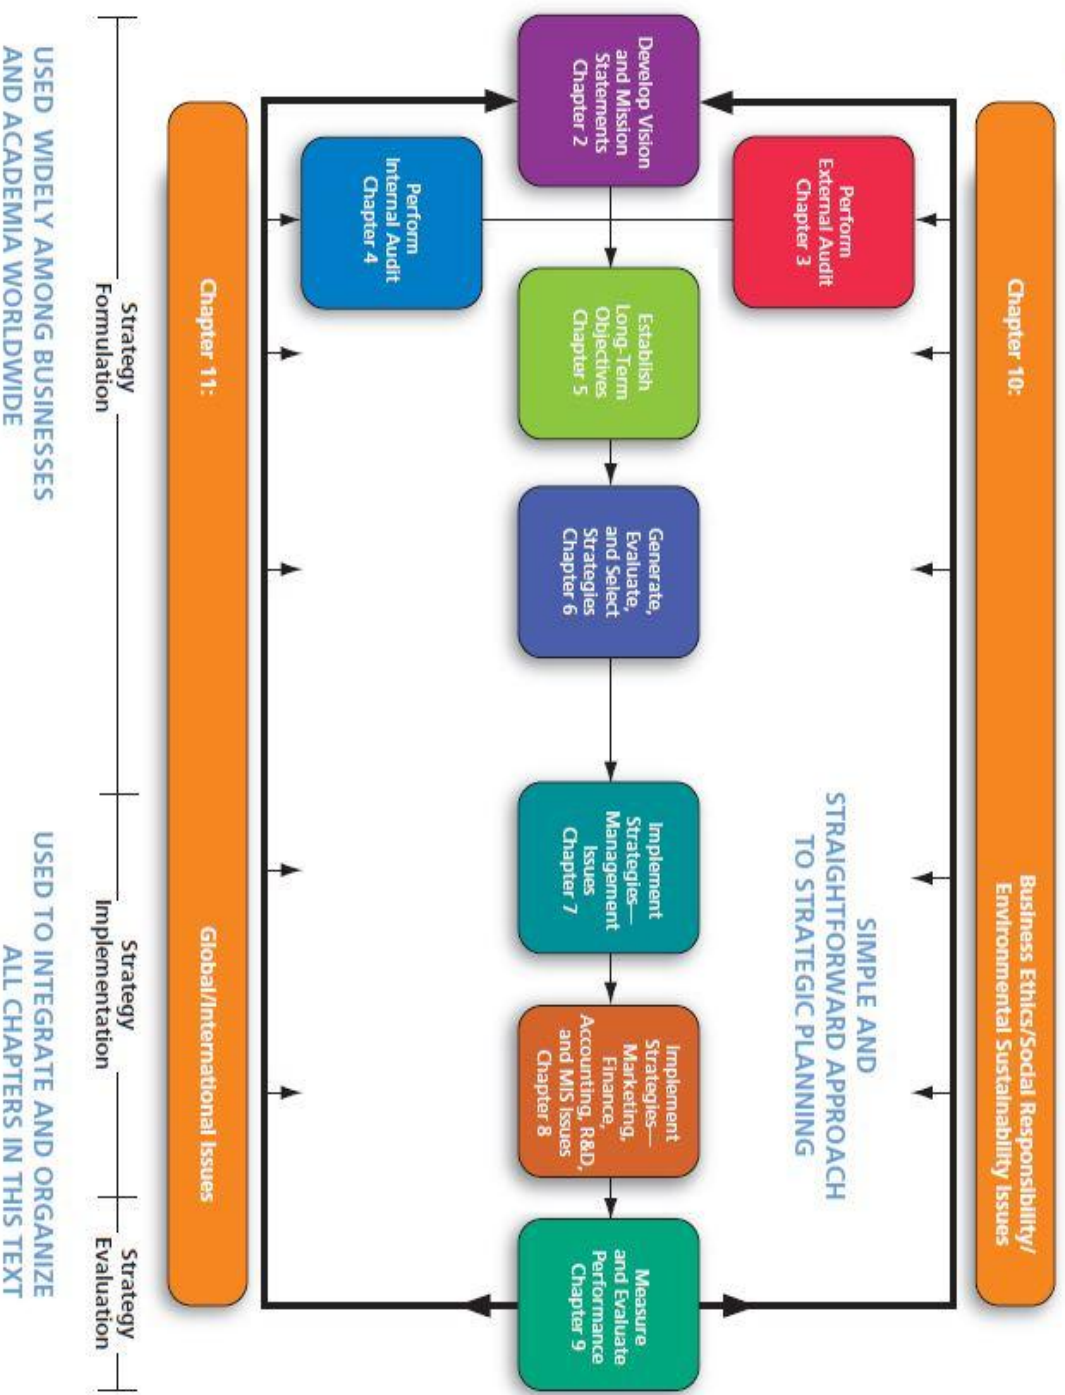 Chapter 10:
Business Ethics/Social Responsibility/
Environmental Sustainability Issues
SIMPLE AND
STRAIGHTFORWARD APPROACH
TO STRATEGIC PLANNING
Perform
External Audit
Chapter 3
Develop Vision
and Mission
Statements
Chapter 2
Establish
Long-Term
Objectives
Chapter 5
Generate,
Evaluate,
and Select
Strategies
Chapter 6
Implement
Strategies—
Management
Issues
Chapter 7
Implement
Strategies—
Marketing,
Finance,
Accounting, R&D,
and MIS Issues
Chapter 8
Measure
and Evaluate
Performance
Chapter 9
Perform
Internal Audit
Chapter 4
Chapter 11:
Global/International Issues
Strategy
Formulation
Strategy
Implementation
Strategy
Evaluation
USED WIDELY AMONG BUSINESSES
AND ACADEMIA WORLDWIDE
USED TO INTEGRATE AND ORGANIZE
ALL CHAPTERS IN THIS TEXT